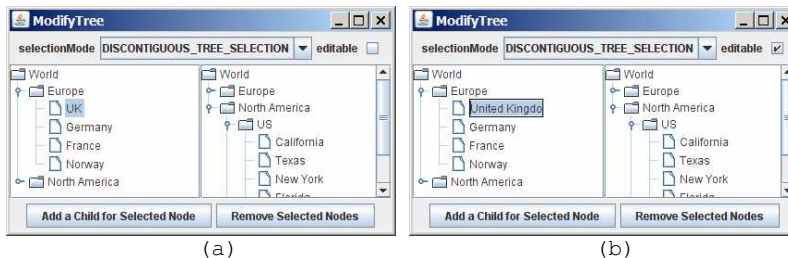 ModifyTree
selectionMode DISCONTIGUOUS_TREE_SELECTION editable
World
Europe
UK
Germany
France
Norway
North America
World
Europe
North America
US
California
Texas
New York
Florida
Add a Child for Selected Node Remove Selected Nodes
(a)
ModifyTree
selectionMode DISCONTIGUOUS_TREE_SELECTION editable
World
Europe
United Kingdo
Germany
France
Norway
North America
World
Europe
North America
US
California
Texas
New York
Florida
Add a Child for Selected Node Remove Selected Nodes
(b)